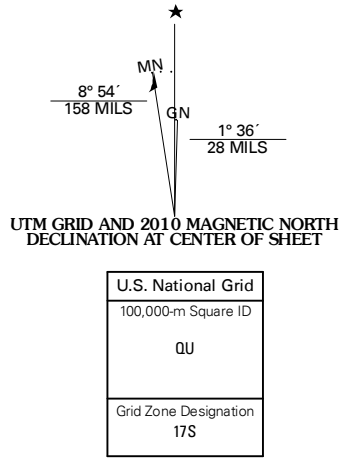 ★
MN
GN
8° 54´
158 MILS
1° 36´
28 MILS
UTM GRID AND 2010 MAGNETIC NORTH
DECLINATION AT CENTER OF SHEET
U.S. National Grid
100,000-m Square ID
QU
Grid Zone Designation
17S